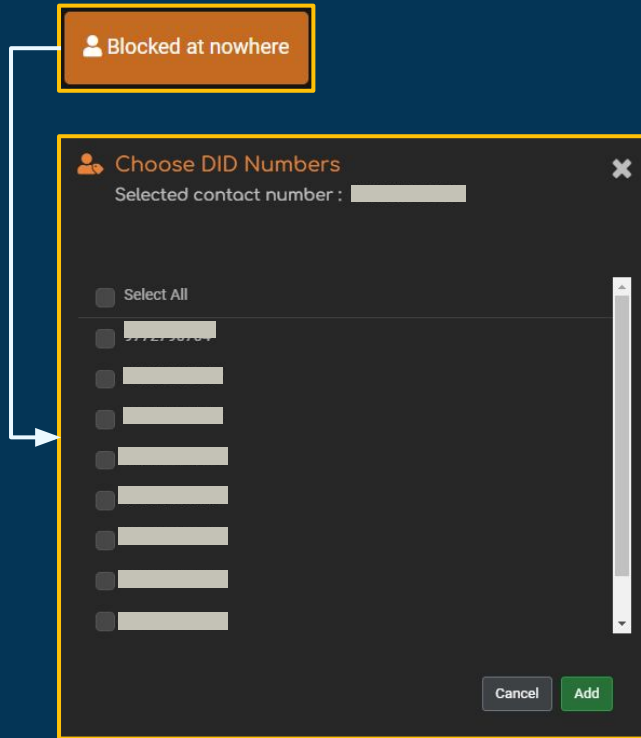 Blocked at nowhere
Choose DID Numbers
Selected contact number :
Select All
Cancel
Add